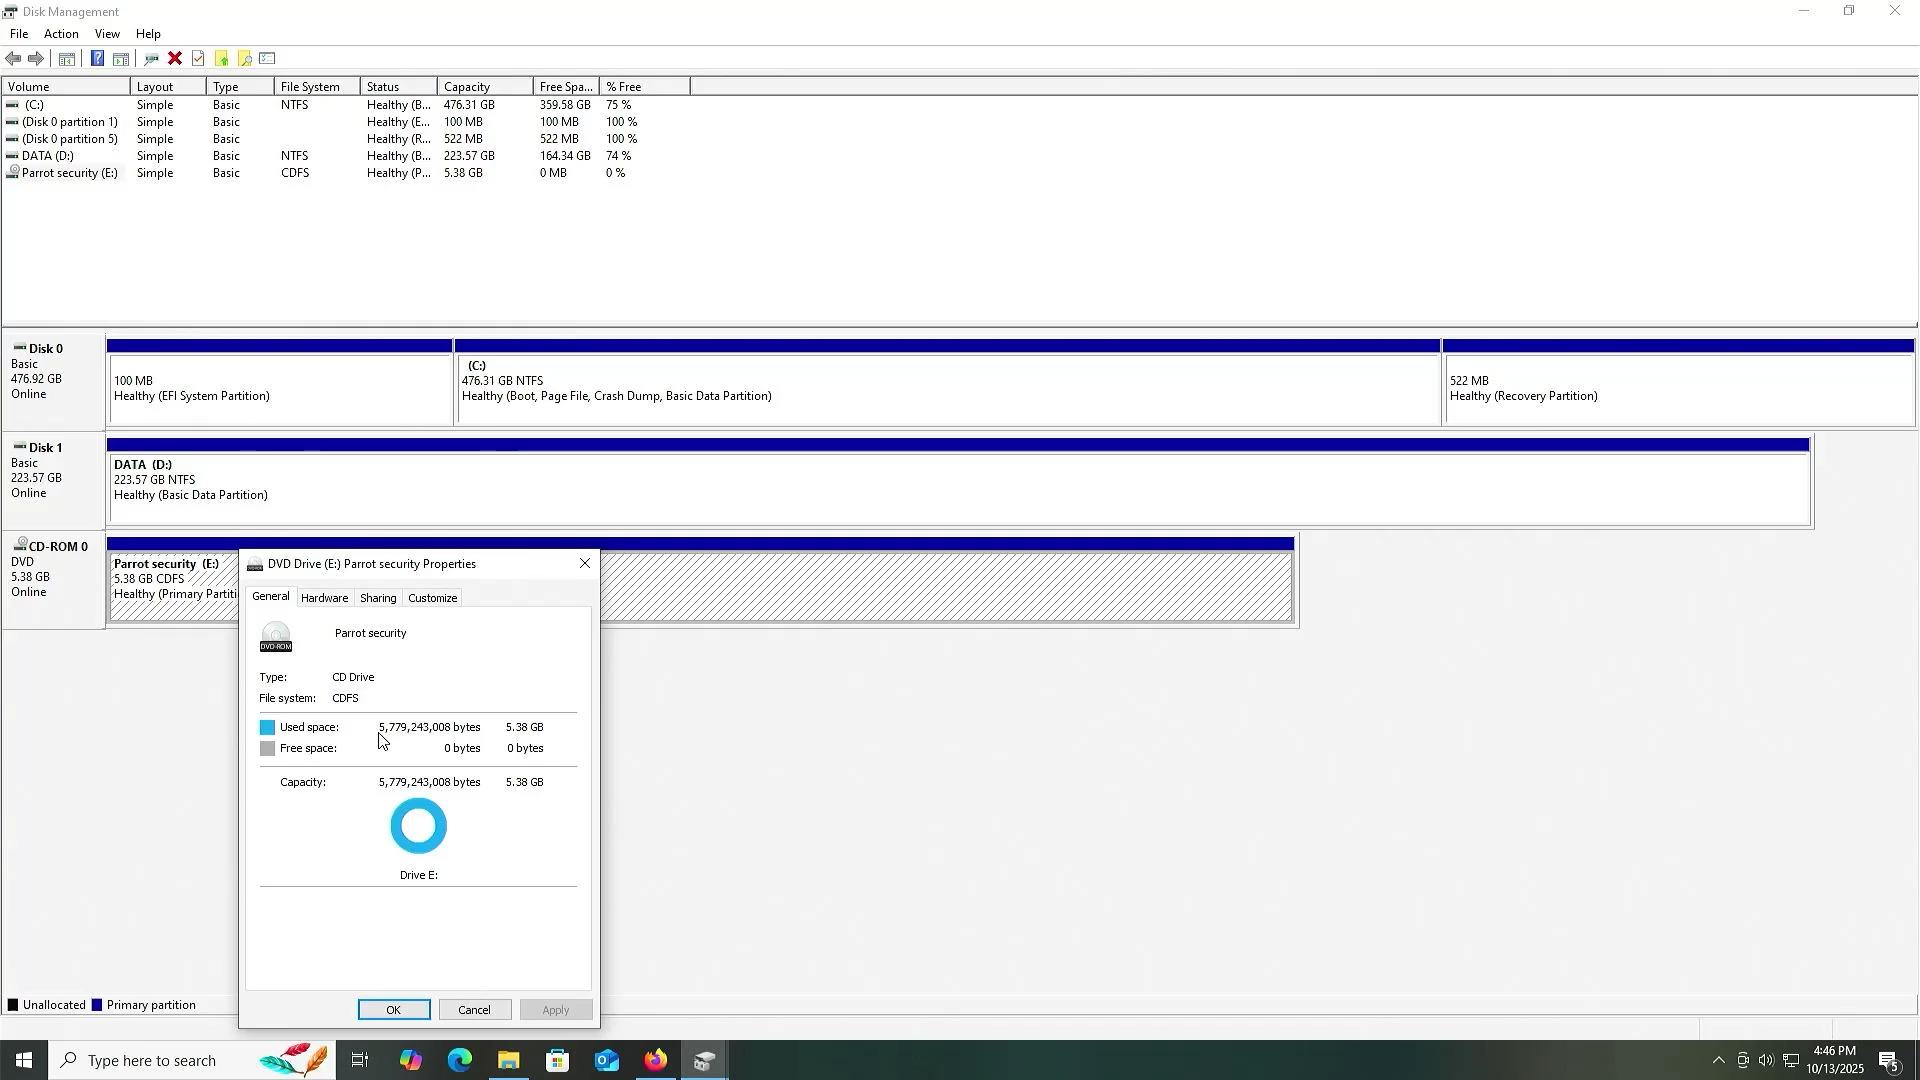 Disk Management
File Action View Help
Volume Layout Type File System Status Capacity Free Spa... % Free
(C:) Simple Basic NTFS Healthy (B... 476.31 GB 359.58 GB 75 %
(Disk 0 partition 1) Simple Basic Healthy (E... 100 MB 100 MB 100 %
(Disk 0 partition 5) Simple Basic Healthy (R... 522 MB 522 MB 100 %
DATA (D:) Simple Basic NTFS Healthy (B... 223.57 GB 164.34 GB 74 %
Parrot security (E:) Simple Basic CDFS Healthy (P... 5.38 GB 0 MB 0 %
Disk 0
Basic
476.92 GB
Online
100 MB
Healthy (EFI System Partition)
(C:)
476.31 GB NTFS
Healthy (Boot, Page File, Crash Dump, Basic Data Partition)
522 MB
Healthy (Recovery Partition)
Disk 1
Basic
223.57 GB
Online
DATA (D:)
223.57 GB NTFS
Healthy (Basic Data Partition)
CD-ROM 0
DVD
5.38 GB
Online
Parrot security (E:)
5.38 GB CDFS
Healthy (Primary Partiti
DVD Drive (E:) Parrot security Properties
General Hardware Sharing Customize
DVD-ROM
Parrot security
Type: CD Drive
File system: CDFS
Used space: 5,779,243,008 bytes 5.38 GB
Free space: 0 bytes 0 bytes
Capacity: 5,779,243,008 bytes 5.38 GB
Drive E:
OK Cancel Apply
Unallocated Primary partition
Type here to search
4:46 PM
10/13/2025
5